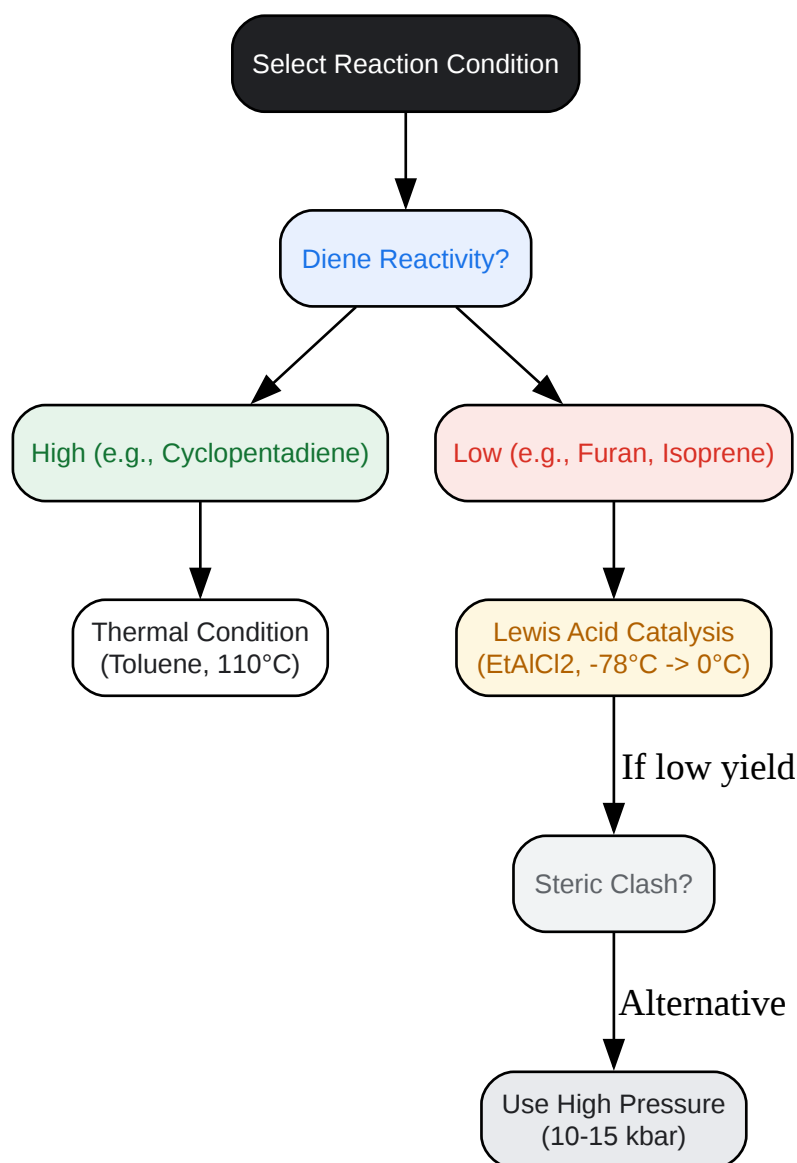 Select Reaction Condition
Diene Reactivity?
High (e.g., Cyclopentadiene)
Low (e.g., Furan, Isoprene)
Thermal Condition
(Toluene, 110°C)
Lewis Acid Catalysis
(EtAlCl2, -78°C -> 0°C)
If low yield
Steric Clash?
Alternative
Use High Pressure
(10-15 kbar)